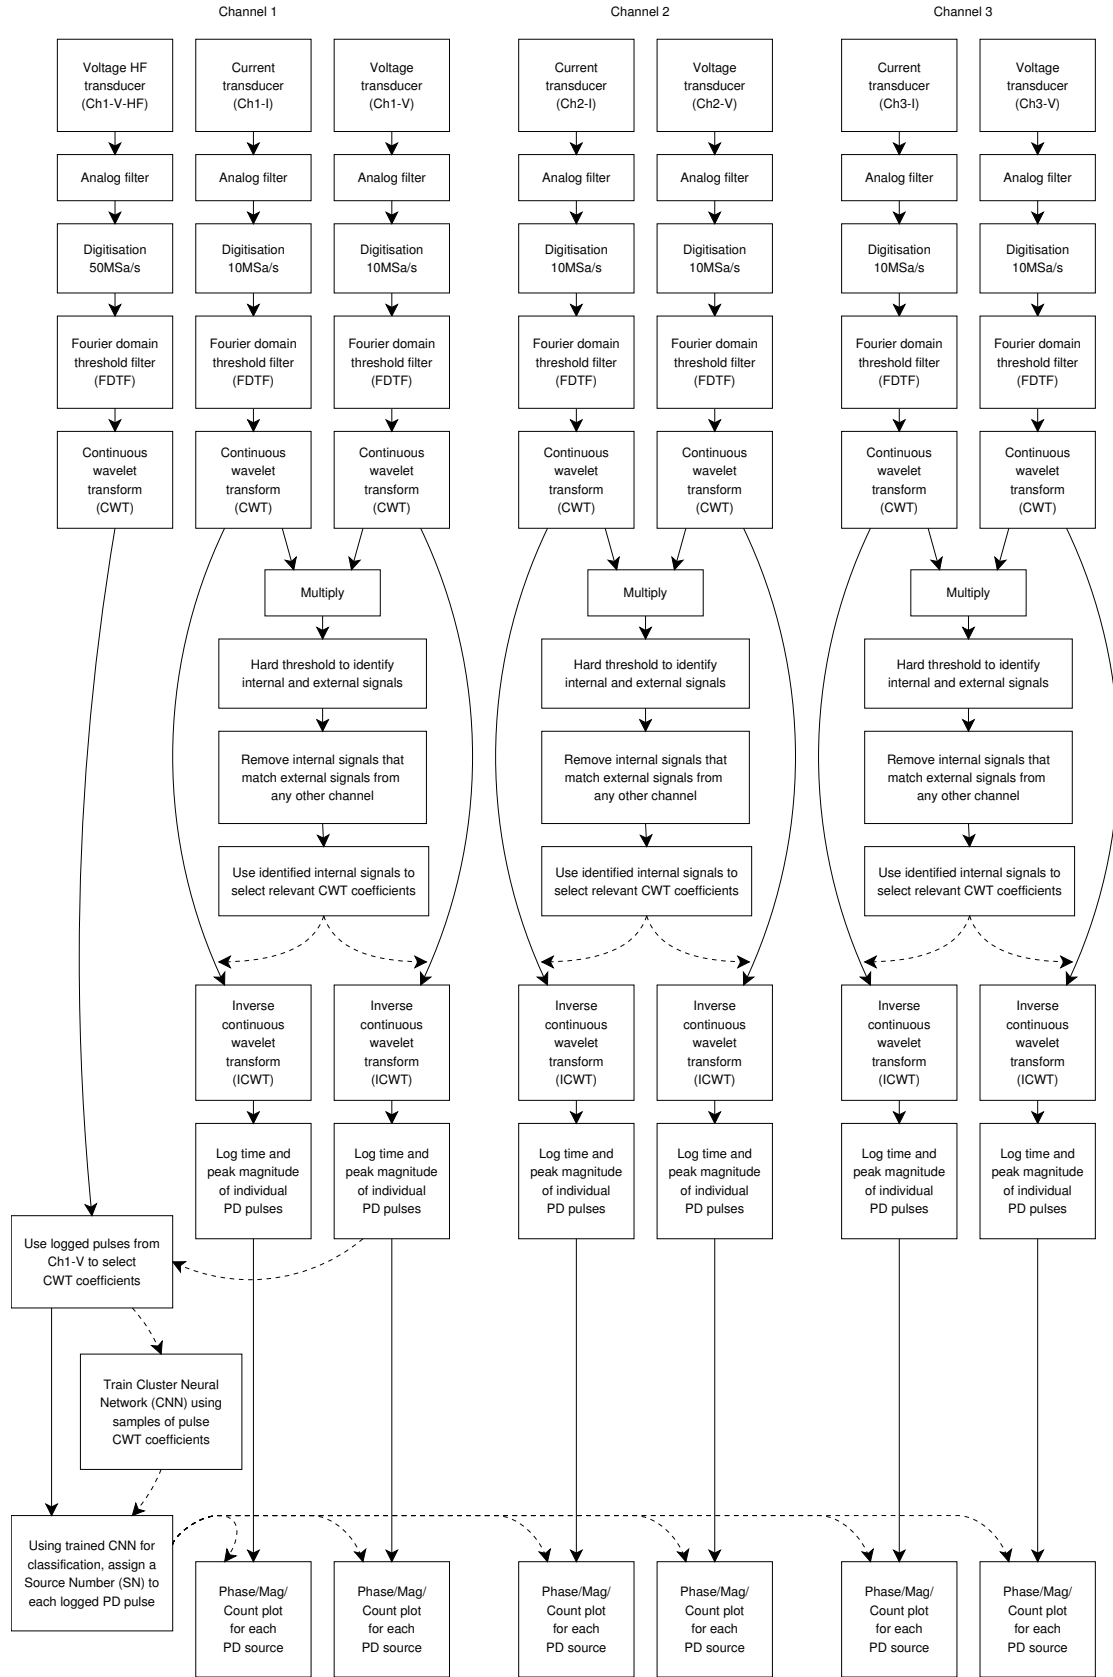 Channel 1
Channel 2
Channel 3
Voltage HF
transducer
(Ch1-V-HF)
Current
transducer
(Ch1-I)
Voltage
transducer
(Ch1-V)
Current
transducer
(Ch2-I)
Voltage
transducer
(Ch2-V)
Current
transducer
(Ch3-I)
Voltage
transducer
(Ch3-V)
Analog filter
Analog filter
Analog filter
Analog filter
Analog filter
Analog filter
Analog filter
Digitisation
50MSa/s
Digitisation
10MSa/s
Digitisation
10MSa/s
Digitisation
10MSa/s
Digitisation
10MSa/s
Digitisation
10MSa/s
Digitisation
10MSa/s
Fourier domain
threshold filter
(FDTF)
Fourier domain
threshold filter
(FDTF)
Fourier domain
threshold filter
(FDTF)
Fourier domain
threshold filter
(FDTF)
Fourier domain
threshold filter
(FDTF)
Fourier domain
threshold filter
(FDTF)
Fourier domain
threshold filter
(FDTF)
Continuous
wavelet
transform
(CWT)
Continuous
wavelet
transform
(CWT)
Continuous
wavelet
transform
(CWT)
Continuous
wavelet
transform
(CWT)
Continuous
wavelet
transform
(CWT)
Continuous
wavelet
transform
(CWT)
Continuous
wavelet
transform
(CWT)
Multiply
Multiply
Multiply
Hard threshold to identify
internal and external signals
Hard threshold to identify
internal and external signals
Hard threshold to identify
internal and external signals
Remove internal signals that
match external signals from
any other channel
Remove internal signals that
match external signals from
any other channel
Remove internal signals that
match external signals from
any other channel
Use identified internal signals to
select relevant CWT coefficients
Use identified internal signals to
select relevant CWT coefficients
Use identified internal signals to
select relevant CWT coefficients
Inverse
continuous
wavelet
transform
(ICWT)
Inverse
continuous
wavelet
transform
(ICWT)
Inverse
continuous
wavelet
transform
(ICWT)
Inverse
continuous
wavelet
transform
(ICWT)
Inverse
continuous
wavelet
transform
(ICWT)
Inverse
continuous
wavelet
transform
(ICWT)
Log time and
peak magnitude
of individual
PD pulses
Log time and
peak magnitude
of individual
PD pulses
Log time and
peak magnitude
of individual
PD pulses
Log time and
peak magnitude
of individual
PD pulses
Log time and
peak magnitude
of individual
PD pulses
Log time and
peak magnitude
of individual
PD pulses
Use logged pulses from
Ch1-V to select
CWT coefficients
Train Cluster Neural
Network (CNN) using
samples of pulse
CWT coefficients
Using trained CNN for
classification, assign a
Source Number (SN) to
each logged PD pulse
Phase/Mag/
Count plot
for each
PD source
Phase/Mag/
Count plot
for each
PD source
Phase/Mag/
Count plot
for each
PD source
Phase/Mag/
Count plot
for each
PD source
Phase/Mag/
Count plot
for each
PD source
Phase/Mag/
Count plot
for each
PD source